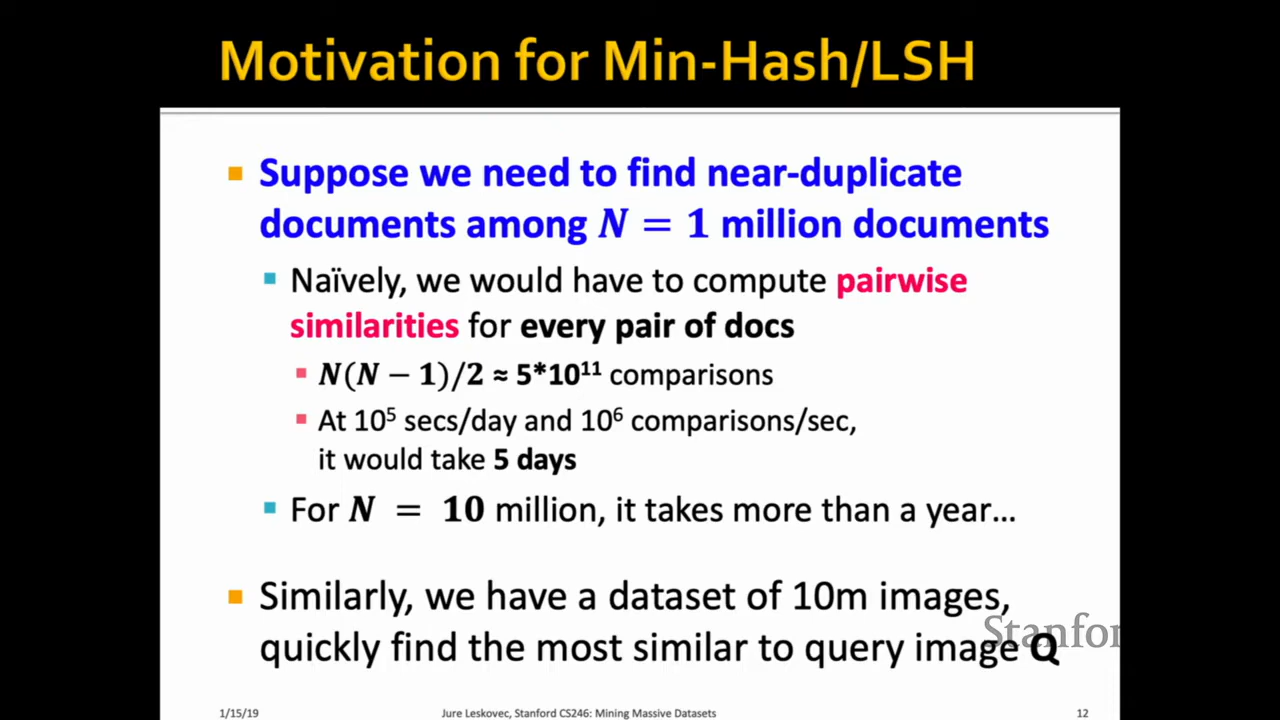 Motivation for Min-Hash/LSH
Suppose we need to find near-duplicate
documents among N = 1 million documents
Naïvely, we would have to compute pairwise
similarities for every pair of docs
N(N − 1)/2 ≈ 5*10¹¹ comparisons
At 10⁵ secs/day and 10⁶ comparisons/sec,
it would take 5 days
For N = 10 million, it takes more than a year…
Similarly, we have a dataset of 10m images,
quickly find the most similar to query image Q
Stanfor
1/15/19 Jure Leskovec, Stanford CS246: Mining Massive Datasets 12